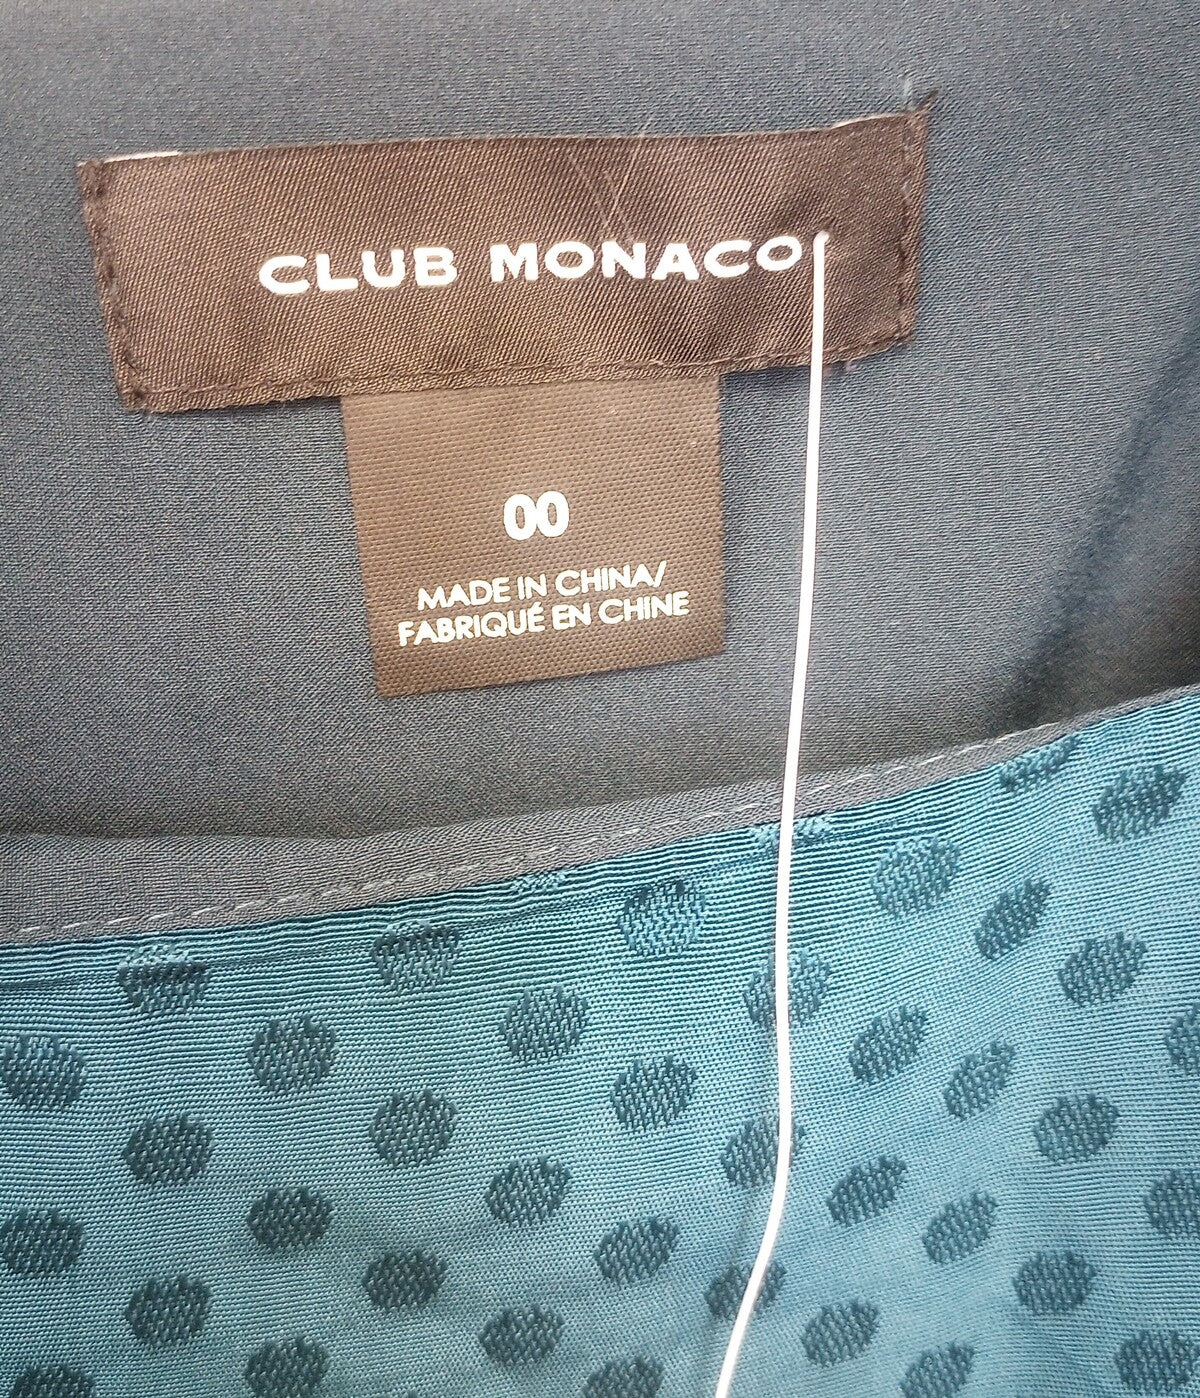 CLUB MONACO
00
MADE IN CHINA/
FABRIQUÉ EN CHINE